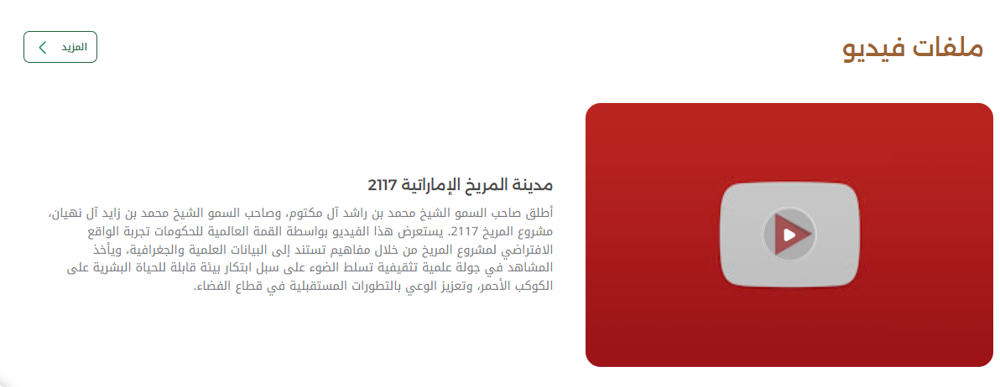 ملفات فيديو
المزيد
مدينة المريخ الإماراتية 2117
أطلق صاحب السمو الشيخ محمد بن راشد آل مكتوم، وصاحب السمو الشيخ محمد بن زايد آل نهيان،
مشروع المريخ 2117. يستعرض هذا الفيديو بواسطة القمة العالمية للحكومات تجربة الواقع
الافتراضي لمشروع المريخ من خلال مفاهيم تستند إلى البيانات العلمية والجغرافية، ويأخذ
المشاهد في جولة علمية تثقيفية تسلط الضوء على سبل ابتكار بيئة قابلة للحياة البشرية على
الكوكب الأحمر، وتعزيز الوعي بالتطورات المستقبلية في قطاع الفضاء.